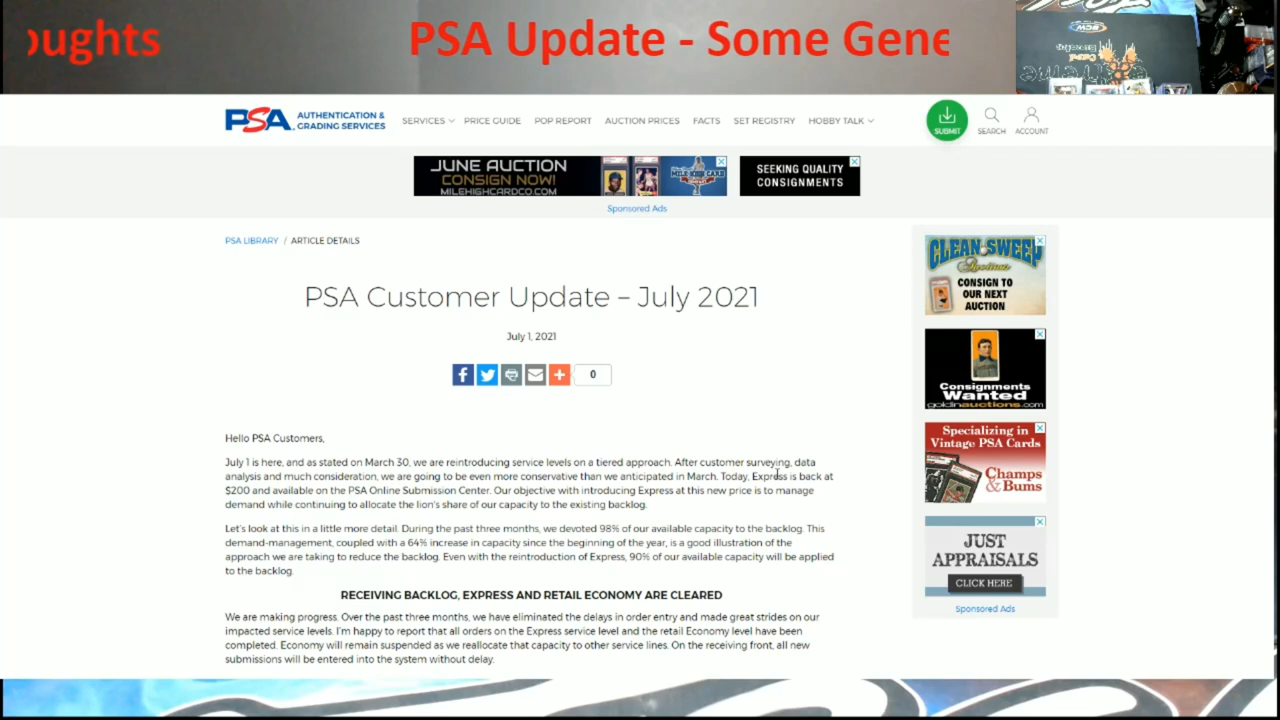 oughts PSA Update - Some Gene
PSA AUTHENTICATION &
GRADING SERVICES
SERVICES PRICE GUIDE POP REPORT AUCTION PRICES FACTS SET REGISTRY HOBBY TALK
SUBMIT SEARCH ACCOUNT
JUNE AUCTION
CONSIGN NOW!
MILEHIGHCARDCO.COM
SEEKING QUALITY
CONSIGNMENTS
Sponsored Ads
PSA LIBRARY / ARTICLE DETAILS
PSA Customer Update – July 2021
July 1, 2021
0
Hello PSA Customers,
July 1 is here, and as stated on March 30, we are reintroducing service levels on a tiered approach. After customer surveying, data
analysis and much consideration, we are going to be even more conservative than we anticipated in March. Today, Express is back at
$200 and available on the PSA Online Submission Center. Our objective with introducing Express at this new price is to manage
demand while continuing to allocate the lion's share of our capacity to the existing backlog.
Let's look at this in a little more detail. During the past three months, we devoted 98% of our available capacity to the backlog. This
demand-management, coupled with a 64% increase in capacity since the beginning of the year, is a good illustration of the
approach we are taking to reduce the backlog. Even with the reintroduction of Express, 90% of our available capacity will be applied
to the backlog.
RECEIVING BACKLOG, EXPRESS AND RETAIL ECONOMY ARE CLEARED
We are making progress. Over the past three months, we have eliminated the delays in order entry and made great strides on our
impacted service levels. I'm happy to report that all orders on the Express service level and the retail Economy level have been
completed. Economy will remain suspended as we reallocate that capacity to other service lines. On the receiving front, all new
submissions will be entered into the system without delay.
CLEAN SWEEP
Auctions
CONSIGN TO
OUR NEXT
AUCTION
Consignments
Wanted
goldinauctions.com
Specializing in
Vintage PSA Cards
Champs
& Bums
JUST
APPRAISALS
CLICK HERE
Sponsored Ads